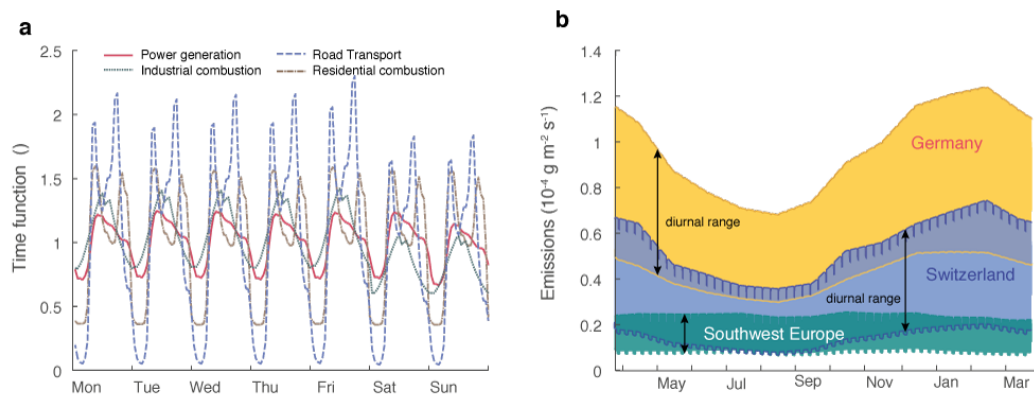 a
Power generation
Road Transport
Industrial combustion
Residential combustion
Time function ()
2.5
2
1.5
1
0.5
0
Mon Tue Wed Thu Fri Sat Sun
b
Emissions (10⁻⁴ g m⁻² s⁻¹)
1.4
1.2
1
0.8
0.6
0.4
0.2
0
Germany
diurnal range
Switzerland
diurnal range
Southwest Europe
May Jul Sep Nov Jan Mar